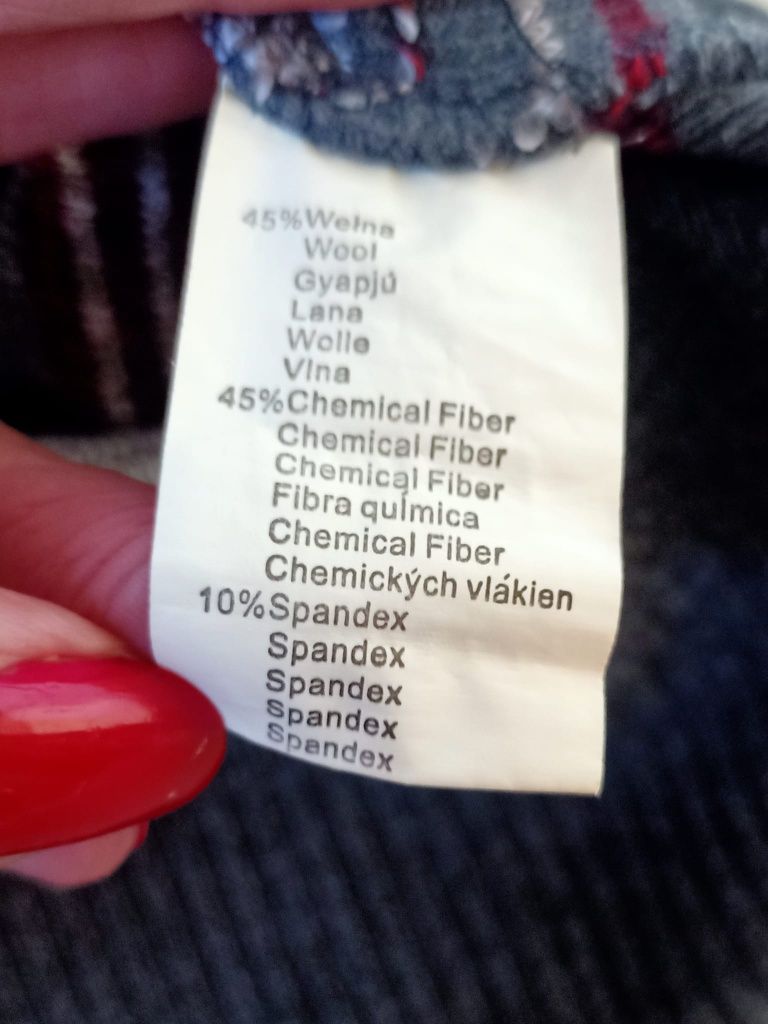 45%Wełna
Wool
Gyapjú
Lana
Wolle
Vlna
45%Chemical Fiber
Chemical Fiber
Chemical Fiber
Fibra química
Chemical Fiber
Chemických vlákien
10%Spandex
Spandex
Spandex
Spandex
Spandex